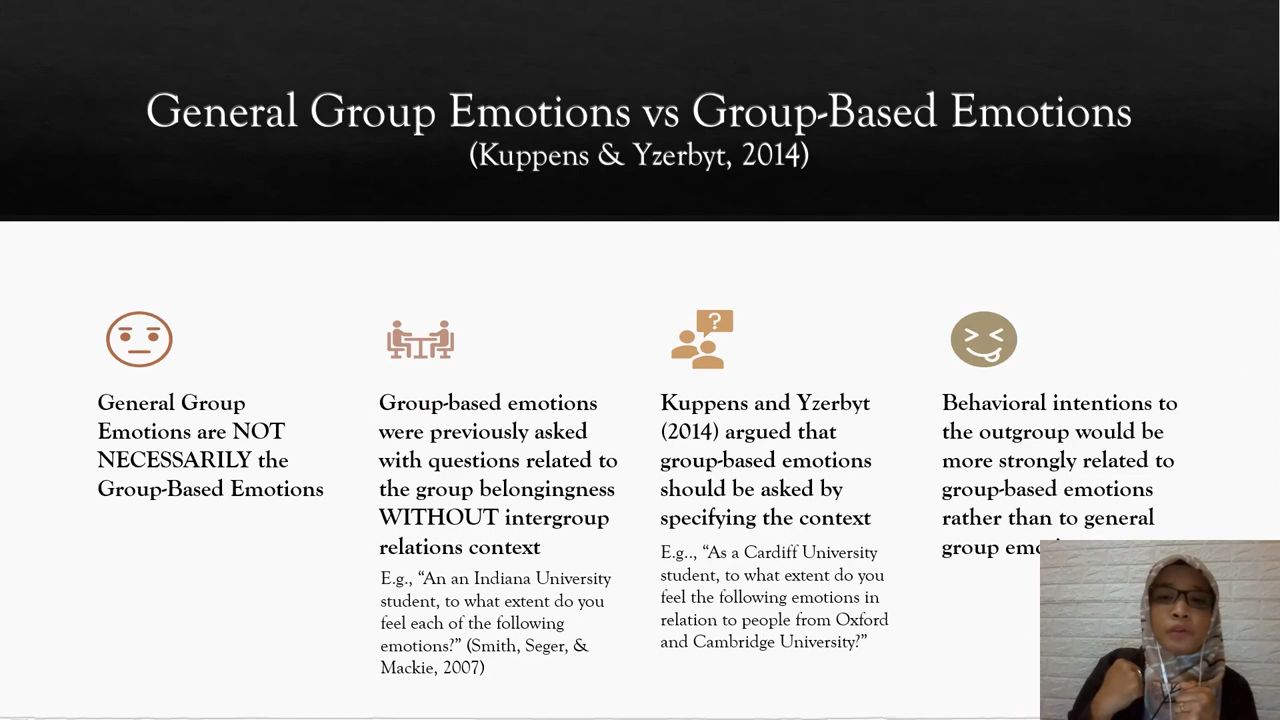 General Group Emotions vs Group-Based Emotions
(Kuppens & Yzerbyt, 2014)
General Group
Emotions are NOT
NECESSARILY the
Group-Based Emotions
Group-based emotions
were previously asked
with questions related to
the group belongingness
WITHOUT intergroup
relations context
E.g., “An an Indiana University
student, to what extent do you
feel each of the following
emotions?” (Smith, Seger, &
Mackie, 2007)
?
Kuppens and Yzerbyt
(2014) argued that
group-based emotions
should be asked by
specifying the context
E.g.., “As a Cardiff University
student, to what extent do you
feel the following emotions in
relation to people from Oxford
and Cambridge University?”
Behavioral intentions to
the outgroup would be
more strongly related to
group-based emotions
rather than to general
group